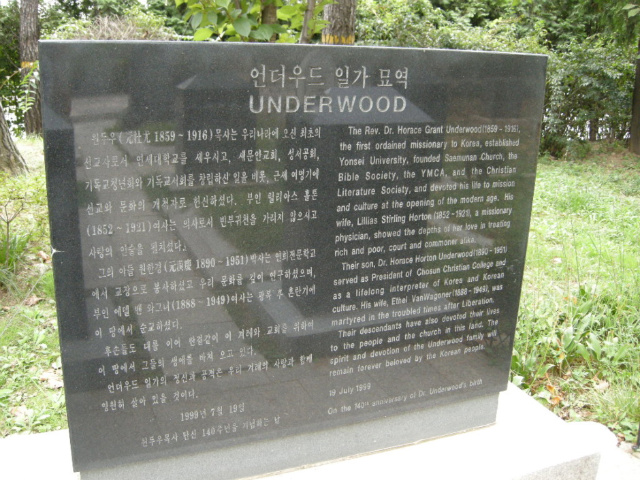 언더우드 일가 묘역
UNDERWOOD
원두우(元杜尤 1859 - 1916) 목사는 우리나라에 오신 최초의
선교사로서 연세대학교를 세우시고, 새문안교회, 성서공회,
기독교청년회와 기독교서회를 창립하신 일을 비롯, 근세 여명기에
선교와 문화의 개척자로 헌신하셨다. 부인 릴리아스 홀톤
(1852 - 1921) 여사는 의사로서 빈부귀천을 가리지 않으시고
사랑의 인술을 펼치셨다.
그의 아들 원한경(元漢慶 1890 - 1951) 박사는 연희전문학교
에서 교장으로 봉사하셨고 우리 문화를 깊이 연구하셨으며,
부인 에델 밴 와그너(1888 - 1949) 여사는 광복 후 혼란기에
이 땅에서 순교하셨다.
후손들도 대를 이어 한결같이 이 겨레와 교회를 위하여
이 땅에서 그들의 생애를 바쳐 오고 있다.
언더우드 일가의 정신과 공적은 우리 겨레의 사랑과 함께
영원히 살아 있을 것이다.
1999년 7월 19일
원두우목사 탄신 140주년을 기념하는 날
The Rev. Dr. Horace Grant Underwood(1859 - 1916),
the first ordained missionary to Korea, established
Yonsei University, founded Saemunan Church, the
Bible Society, the YMCA, and the Christian
Literature Society, and devoted his life to mission
and culture at the opening of the modern age. His
wife, Lillias Stirling Horton (1852 - 1921), a missionary
physician, showed the depths of her love in treating
rich and poor, court and commoner alike.
Their son, Dr. Horace Horton Underwood(1890 - 1951)
served as President of Chosun Christian College and
as a lifelong interpreter of Korea and Korean
culture. His wife, Ethel VanWagoner(1888 - 1949), was
martyred in the troubled times after Liberation.
Their descendants have also devoted their lives
to the people and the church in this land. The
spirit and devotion of the Underwood family will
remain forever beloved by the Korean people.
19 July 1999
On the 140th anniversary of Dr. Underwood's birth